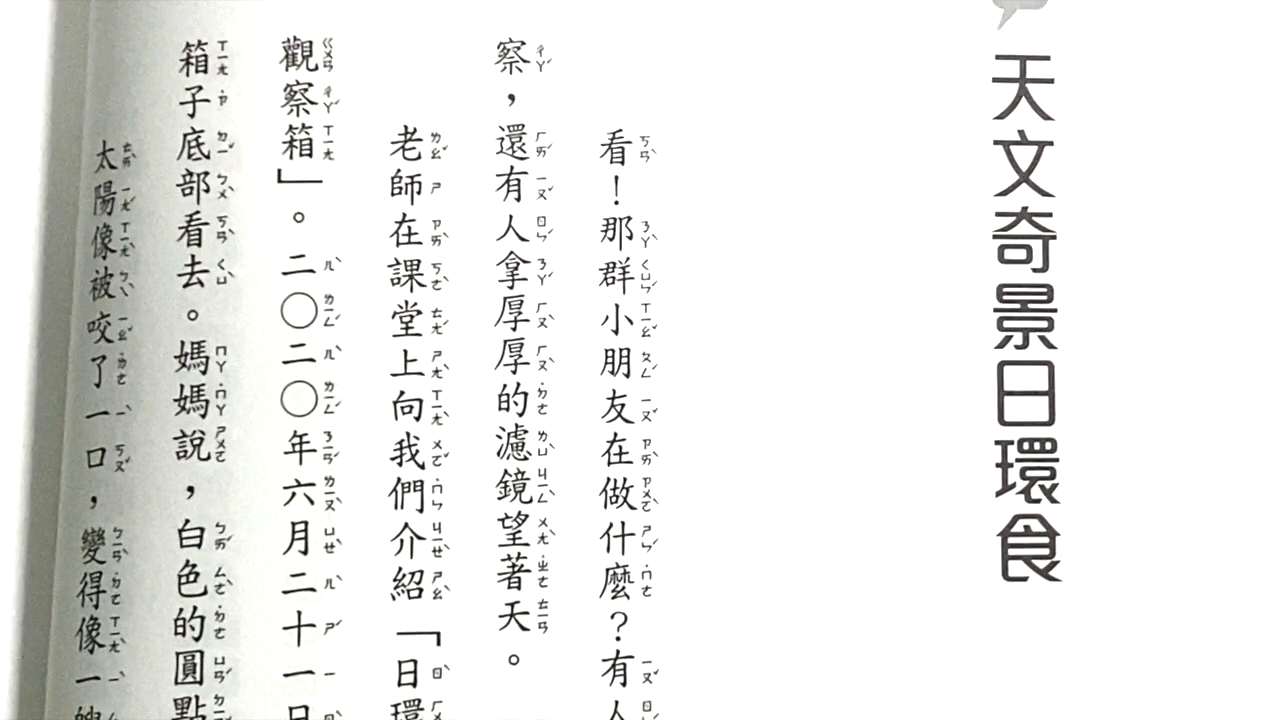 天文奇景日環食
看！那群小朋友在做什麼？有人
察，還有人拿厚厚的濾鏡望著天。
老師在課堂上向我們介紹「日環
觀察箱」。二〇二〇年六月二十一日
箱子底部看去。媽媽說，白色的圓點
太陽像被咬了一口，變得像一艘